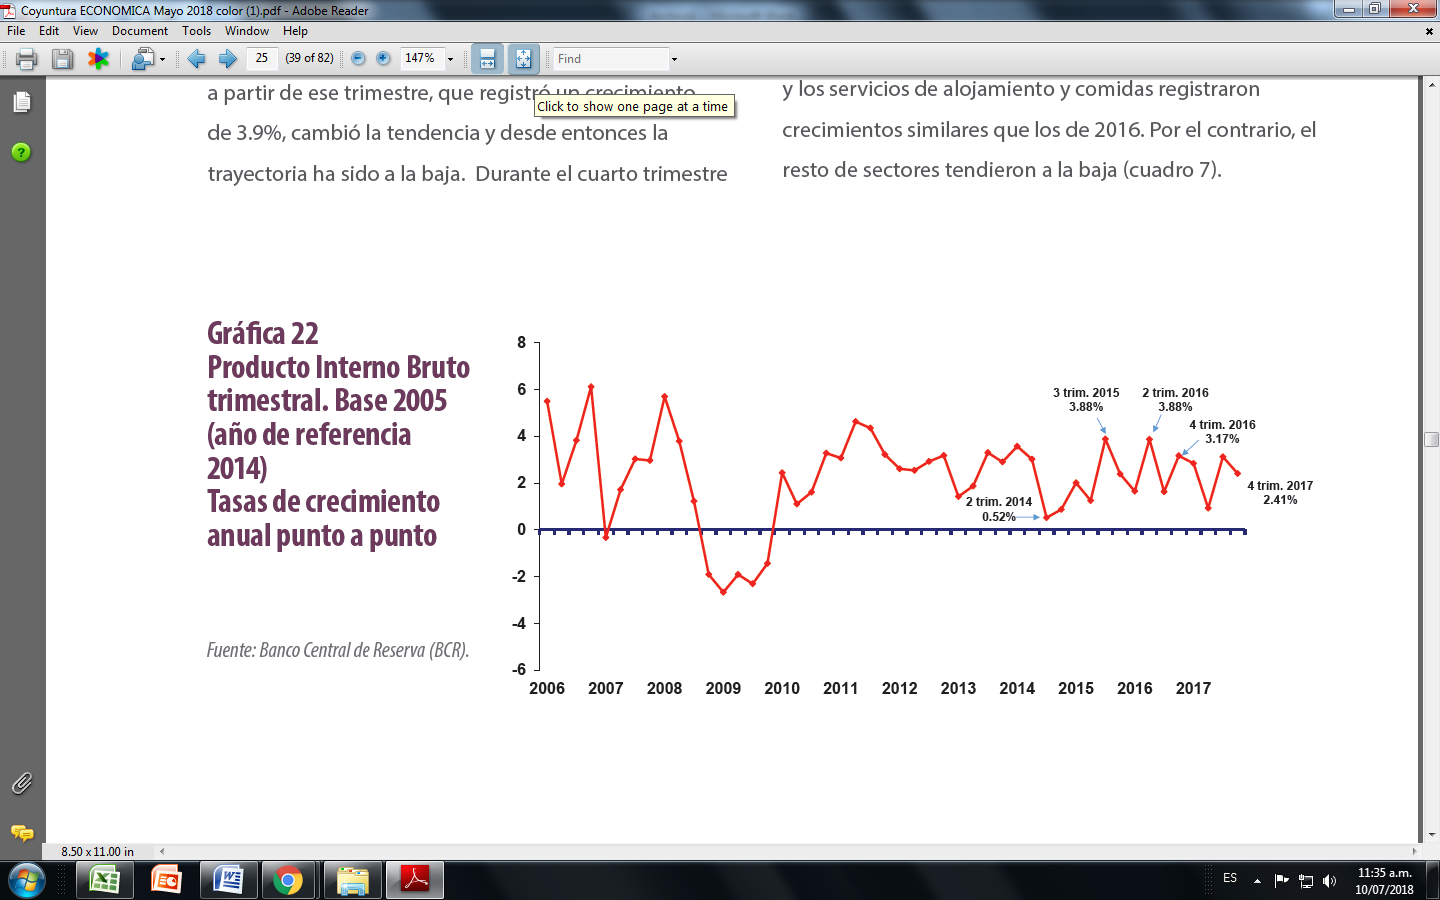 Coyuntura ECONOMICA Mayo 2018 color (1).pdf - Adobe Reader
File Edit View Document Tools Window Help
25 (39 of 82) 147% Find
a partir de ese trimestre, que registró un crecimiento
de 3.9%, cambió la tendencia y desde entonces la
trayectoria ha sido a la baja. Durante el cuarto trimestre
Click to show one page at a time
y los servicios de alojamiento y comidas registraron
crecimientos similares que los de 2016. Por el contrario, el
resto de sectores tendieron a la baja (cuadro 7).
Gráfica 22
Producto Interno Bruto
trimestral. Base 2005
(año de referencia
2014)
Tasas de crecimiento
anual punto a punto
Fuente: Banco Central de Reserva (BCR).
8
6
4
2
0
-2
-4
-6
2006 2007 2008 2009 2010 2011 2012 2013 2014 2015 2016 2017
2 trim. 2014
0.52%
3 trim. 2015
3.88%
2 trim. 2016
3.88%
4 trim. 2016
3.17%
4 trim. 2017
2.41%
8.50 x 11.00 in
ES
11:35 a.m.
10/07/2018